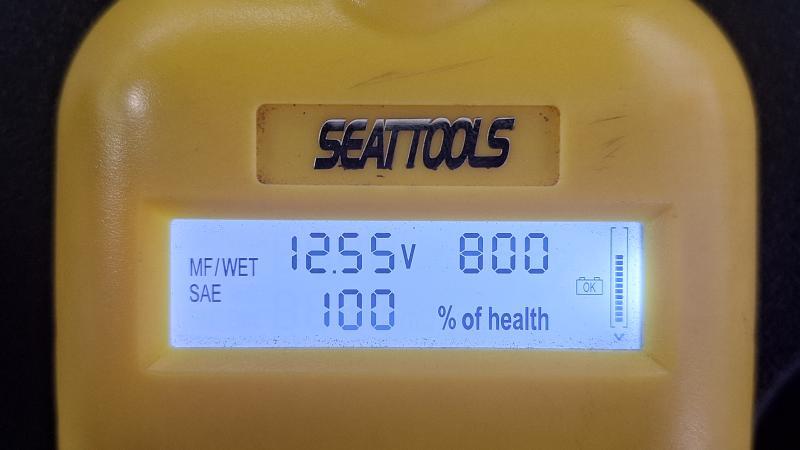 SEATTOOLS
MF/WET 12.55V 800
SAE 100 % of health
OK